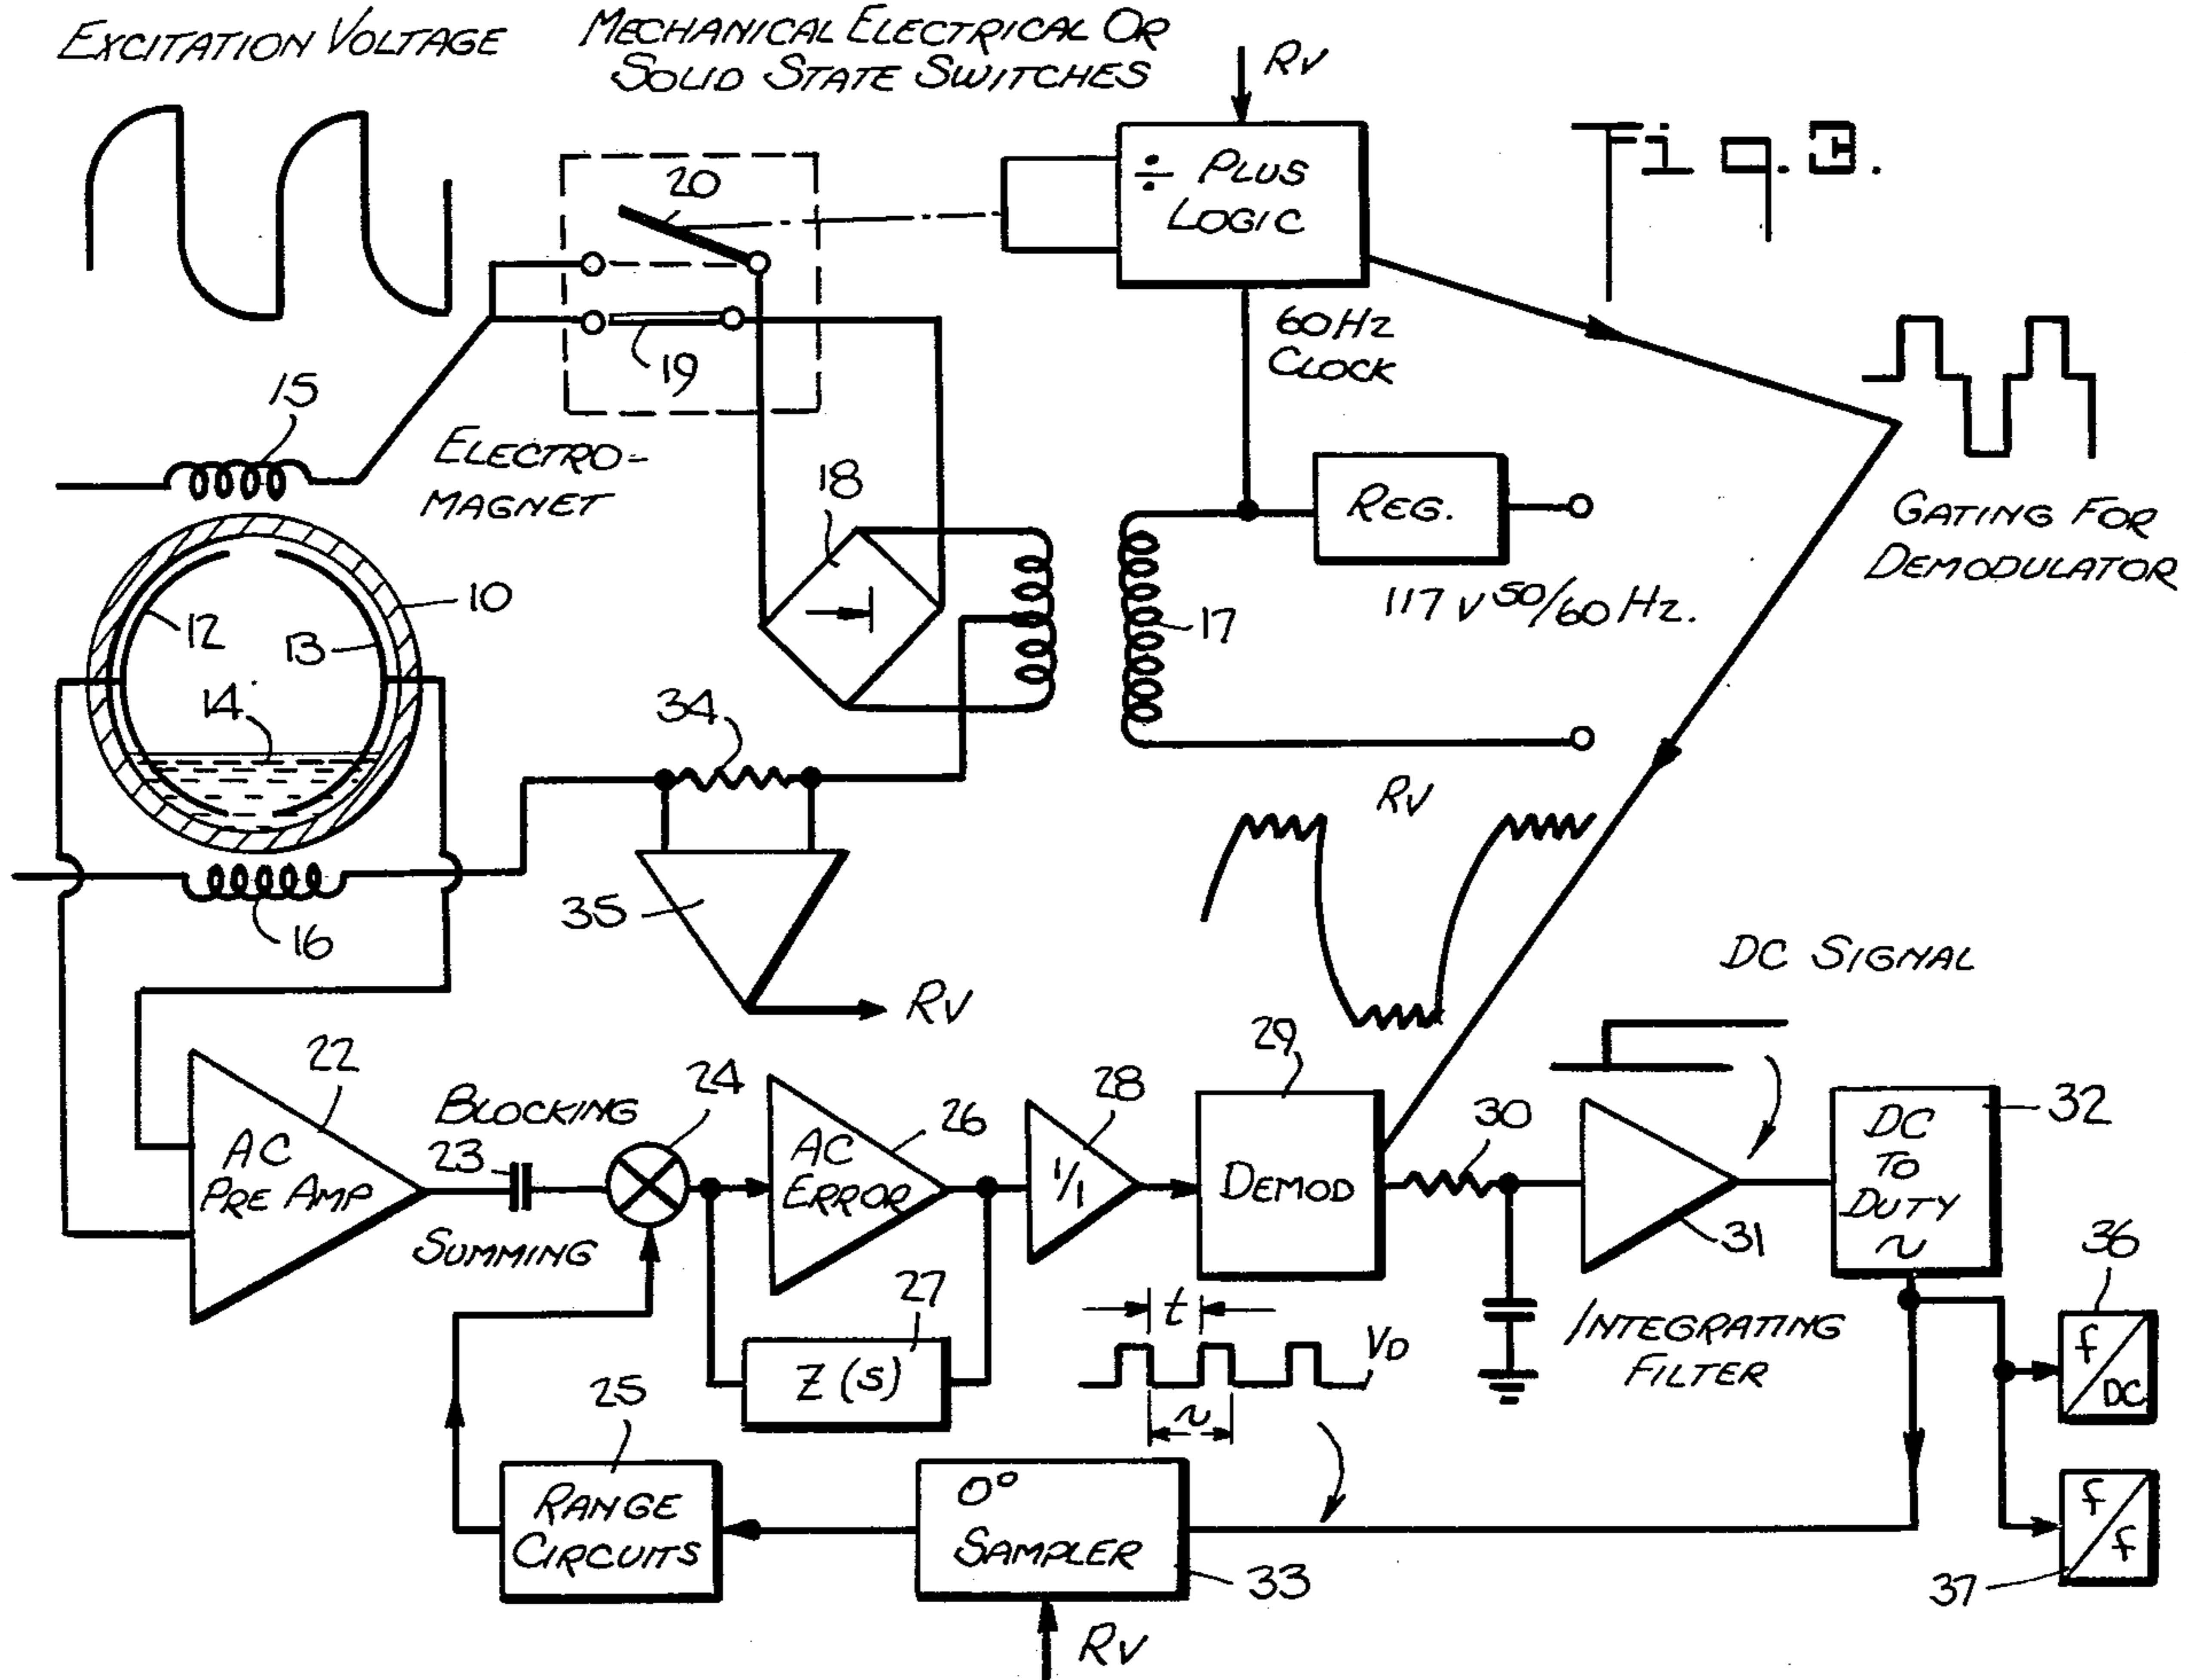 EXCITATION VOLTAGE
MECHANICAL ELECTRICAL OR
SOLID STATE SWITCHES
RV
Fig. 3.
20
÷ PLUS
LOGIC
19
60HZ
CLOCK
15
ELECTRO-
MAGNET
18
REG.
GATING FOR
DEMODULATOR
117 V 50/60 HZ.
10
12
13
17
14
34
RV
16
35
RV
DC SIGNAL
22
AC
PRE AMP
BLOCKING
23
SUMMING
24
AC
ERROR
26
28
1/1
29
DEMOD
30
31
DC
TO
DUTY
~
32
27
Z (S)
t
VD
~
INTEGRATING
FILTER
36
f/DC
25
RANGE
CIRCUITS
0°
SAMPLER
33
f/f
37
RV